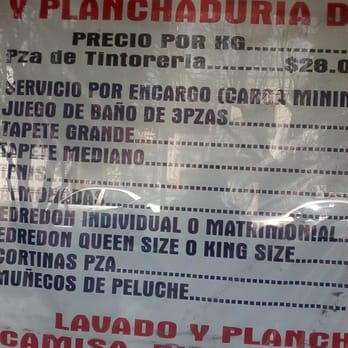 Y PLANCHADURIA D
PRECIO POR KG...........
Pza de Tintoreria..........$28.0
SERVICIO POR ENCARGO (CARGA MINIM
JUEGO DE BAÑO DE 3PZAS.............
TAPETE GRANDE..........................
TAPETE MEDIANO.........................
TENIS
EDREDON INDIVIDUAL O MATRIMONIAL...
EDREDON QUEEN SIZE O KING SIZE.......
CORTINAS PZA............................
MUÑECOS DE PELUCHE..................
LAVADO Y PLANCH
CAMISA